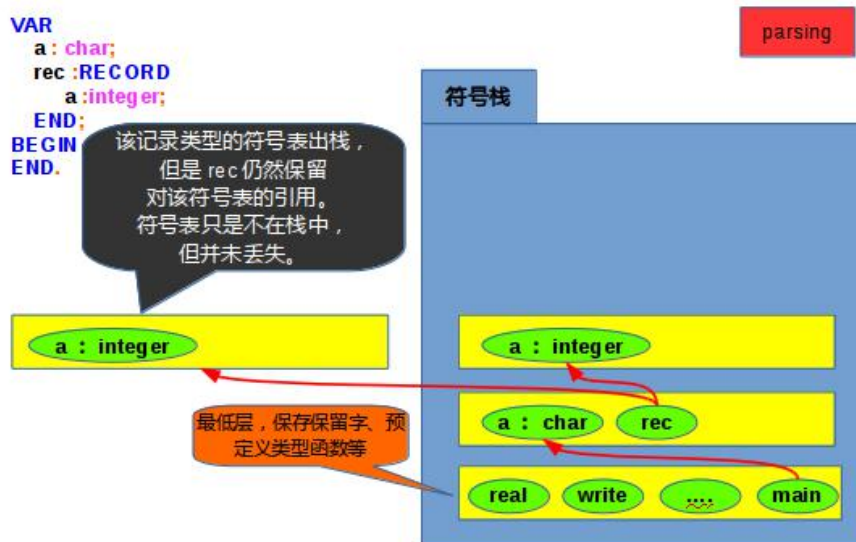 VAR
a : char;
rec :RECORD
a :integer;
END;
BEGIN
END.
parsing
符号栈
该记录类型的符号表出栈，
但是 rec 仍然保留
对该符号表的引用。
符号表只是不在栈中，
但并未丢失。
a : integer
a : integer
最低层，保存保留字、预
定义类型函数等
a : char
rec
real
write
....
main